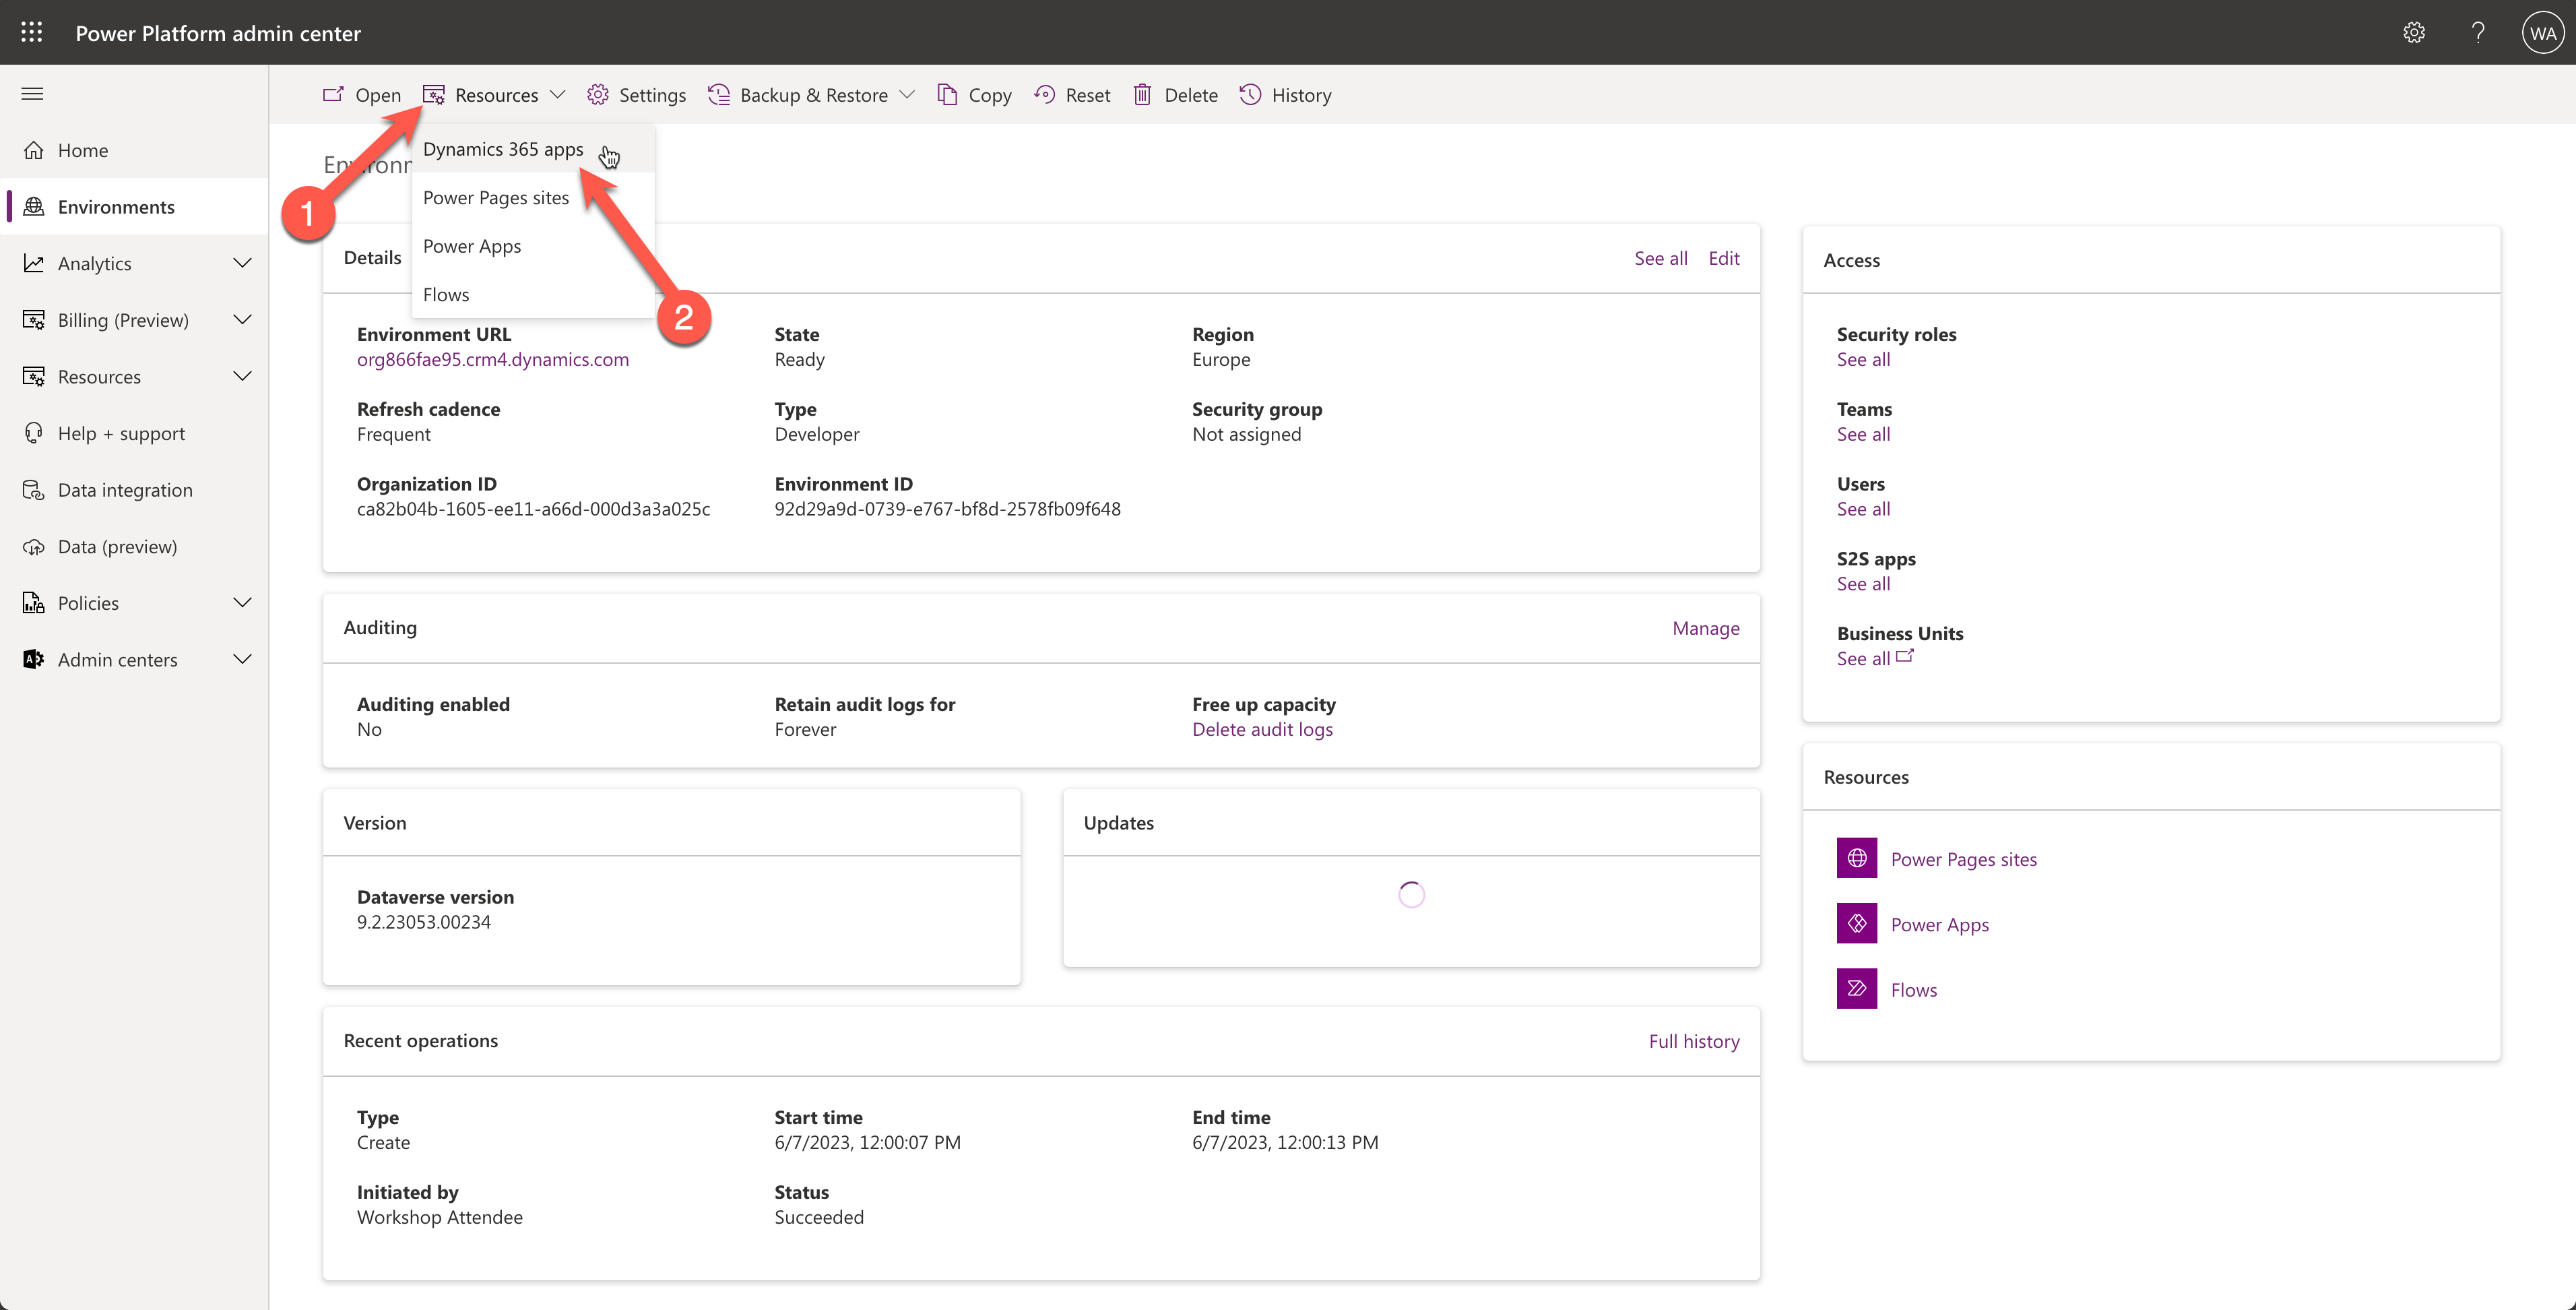 Power Platform admin center
?
WA
Open
Resources
Settings
Backup & Restore
Copy
Reset
Delete
History
Home
Environments
Analytics
Billing (Preview)
Resources
Help + support
Data integration
Data (preview)
Policies
Admin centers
Dynamics 365 apps
Power Pages sites
Power Apps
Flows
1
2
Details
See all
Edit
Environment URL
org866fae95.crm4.dynamics.com
State
Ready
Region
Europe
Refresh cadence
Frequent
Type
Developer
Security group
Not assigned
Organization ID
ca82b04b-1605-ee11-a66d-000d3a3a025c
Environment ID
92d29a9d-0739-e767-bf8d-2578fb09f648
Auditing
Manage
Auditing enabled
No
Retain audit logs for
Forever
Free up capacity
Delete audit logs
Version
Dataverse version
9.2.23053.00234
Updates
Recent operations
Full history
Type
Create
Start time
6/7/2023, 12:00:07 PM
End time
6/7/2023, 12:00:13 PM
Initiated by
Workshop Attendee
Status
Succeeded
Access
Security roles
See all
Teams
See all
Users
See all
S2S apps
See all
Business Units
See all
Resources
Power Pages sites
Power Apps
Flows